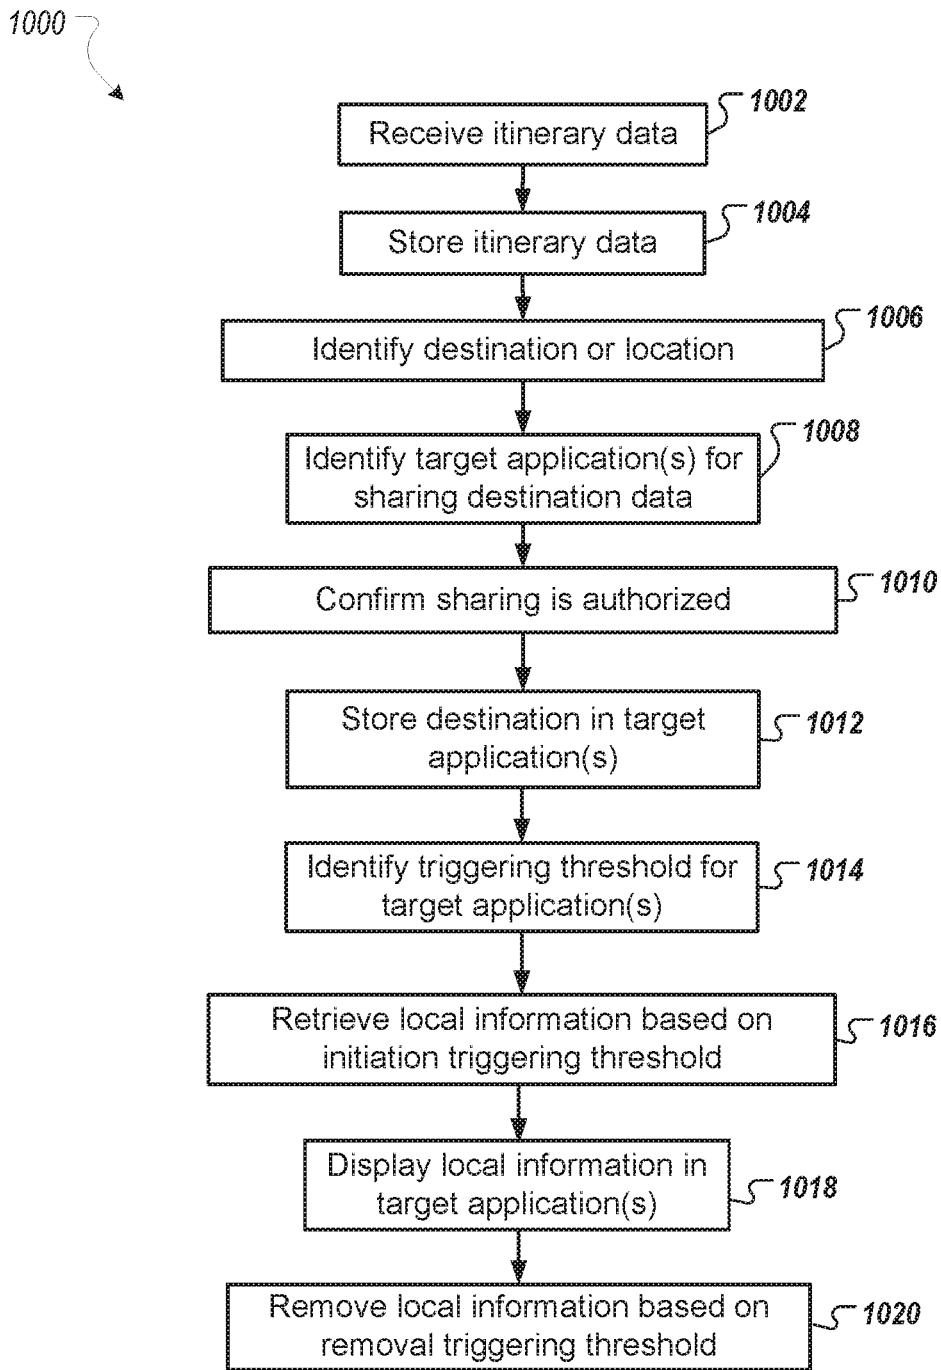 1000
1002
Receive itinerary data
1004
Store itinerary data
1006
Identify destination or location
1008
Identify target application(s) for
sharing destination data
1010
Confirm sharing is authorized
Store destination in target
1012
application(s)
Identify triggering threshold for
1014
target application(s)
Retrieve local information based on
1016
initiation triggering threshold
Display local information in
1018
target application(s)
Remove local information based on
1020
removal triggering threshold